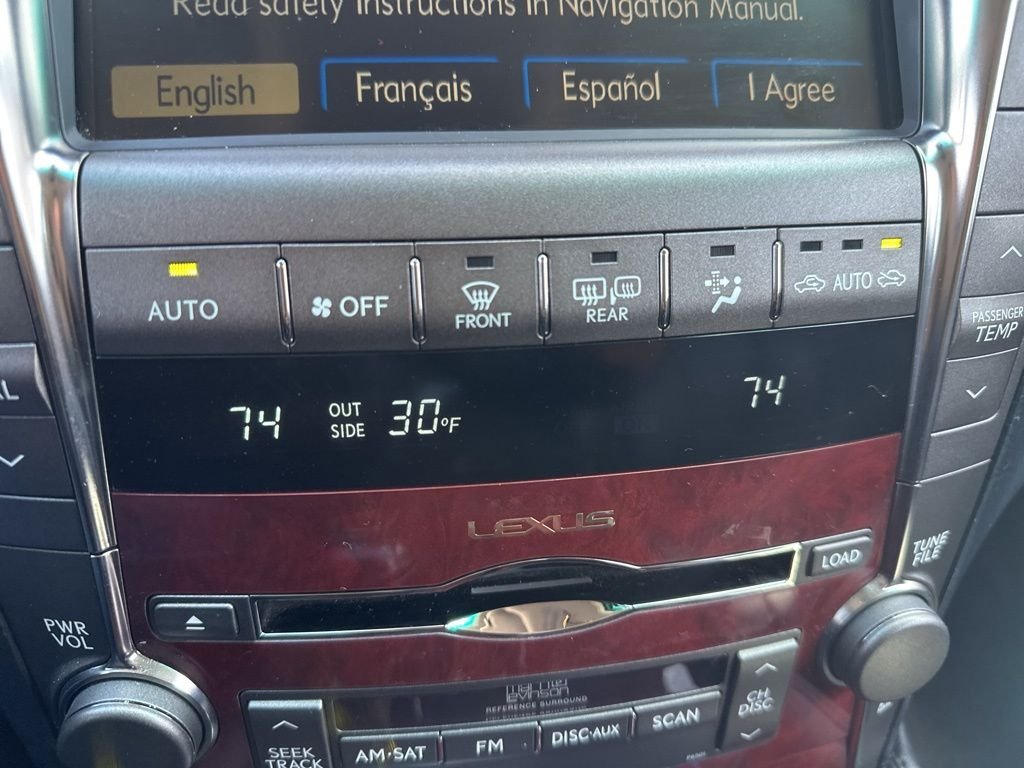 Read safety instructions in Navigation Manual.
English Français Español I Agree
AUTO OFF FRONT REAR AUTO
PASSENGER
TEMP
74 OUT
SIDE 30°F 74
LEXUS
LOAD
TUNE
FILE
PWR
VOL
mark
levinson
REFERENCE SURROUND
CH
DISC
SEEK
TRACK
AM·SAT FM DISC·AUX SCAN